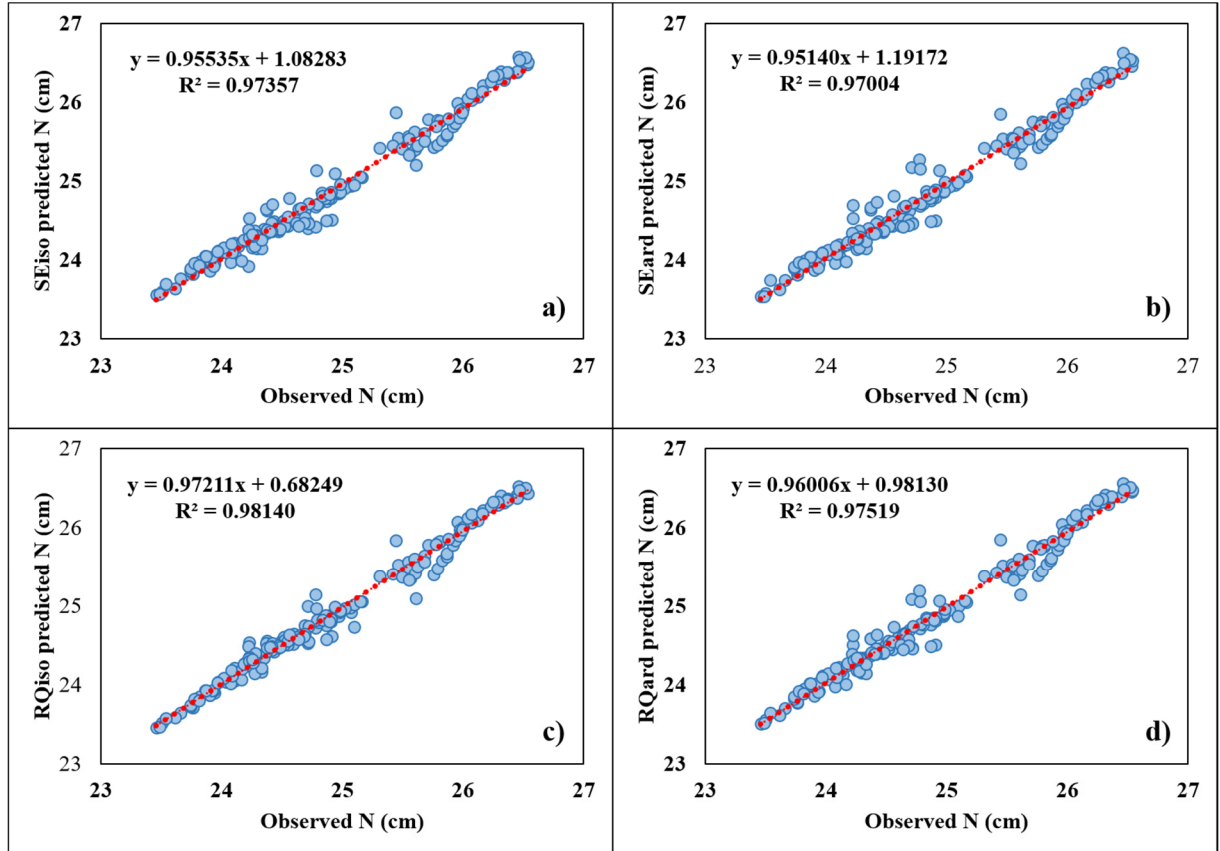 27
26
25
24
23
SEiso predicted N (cm)
y = 0.95535x + 1.08283
R² = 0.97357
a)
23 24 25 26 27
Observed N (cm)
27
26
25
24
23
SEard predicted N (cm)
y = 0.95140x + 1.19172
R² = 0.97004
b)
23 24 25 26 27
Observed N (cm)
27
26
25
24
23
RQiso predicted N (cm)
y = 0.97211x + 0.68249
R² = 0.98140
c)
23 24 25 26 27
Observed N (cm)
27
26
25
24
23
RQard predicted N (cm)
y = 0.96006x + 0.98130
R² = 0.97519
d)
23 24 25 26 27
Observed N (cm)